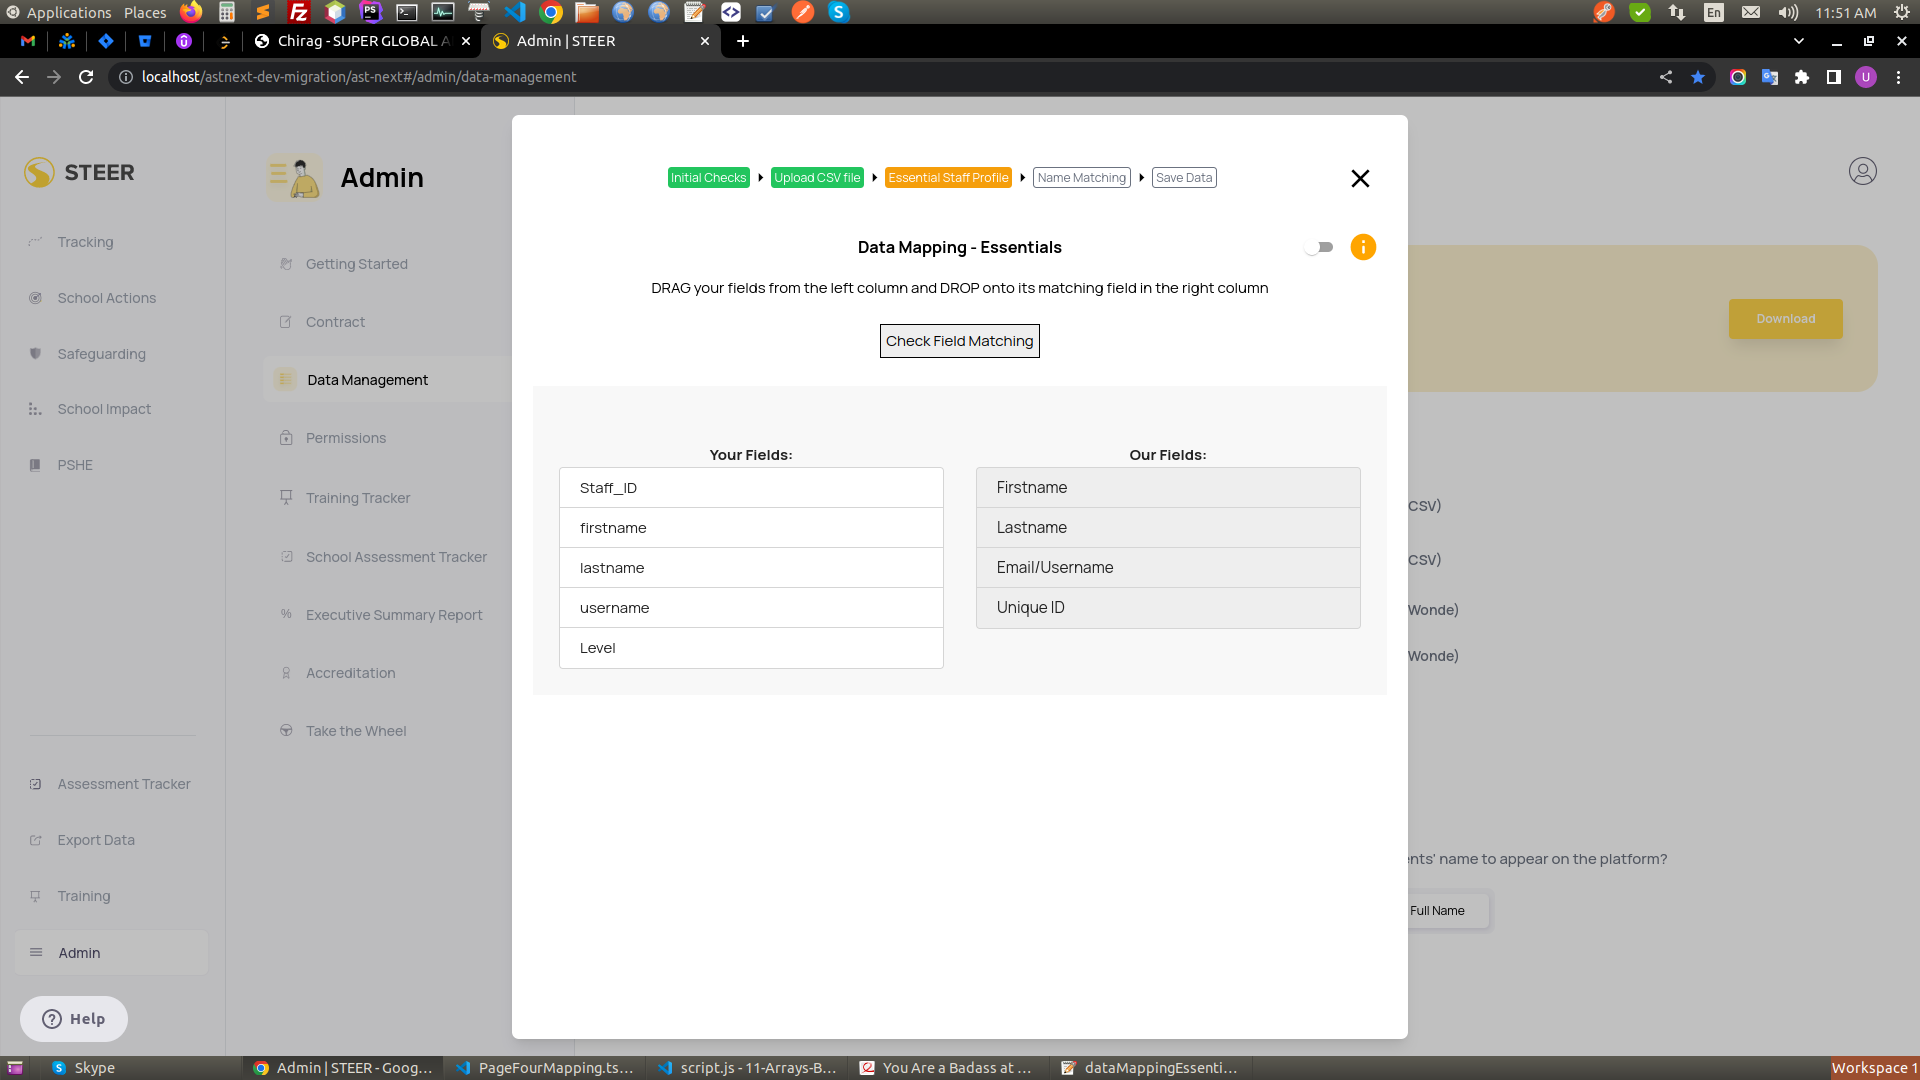 Applications Places En 11:51 AM
Chirag - SUPER GLOBAL A Admin | STEER
localhost/astnext-dev-migration/ast-next#/admin/data-management U
STEER
Tracking
School Actions
Safeguarding
School Impact
PSHE
Assessment Tracker
Export Data
Training
Admin
Help
Admin
Getting Started
Contract
Data Management
Permissions
Training Tracker
School Assessment Tracker
Executive Summary Report
Accreditation
Take the Wheel
Initial Checks Upload CSV file Essential Staff Profile Name Matching Save Data
Data Mapping - Essentials
DRAG your fields from the left column and DROP onto its matching field in the right column
Check Field Matching
Your Fields:
Staff_ID
firstname
lastname
username
Level
Our Fields:
Firstname
Lastname
Email/Username
Unique ID
Download
CSV)
CSV)
Wonde)
Wonde)
ents' name to appear on the platform?
Full Name
Skype Admin | STEER - Goog... PageFourMapping.ts... script.js - 11-Arrays-B... You Are a Badass at ... dataMappingEssenti... Workspace 1